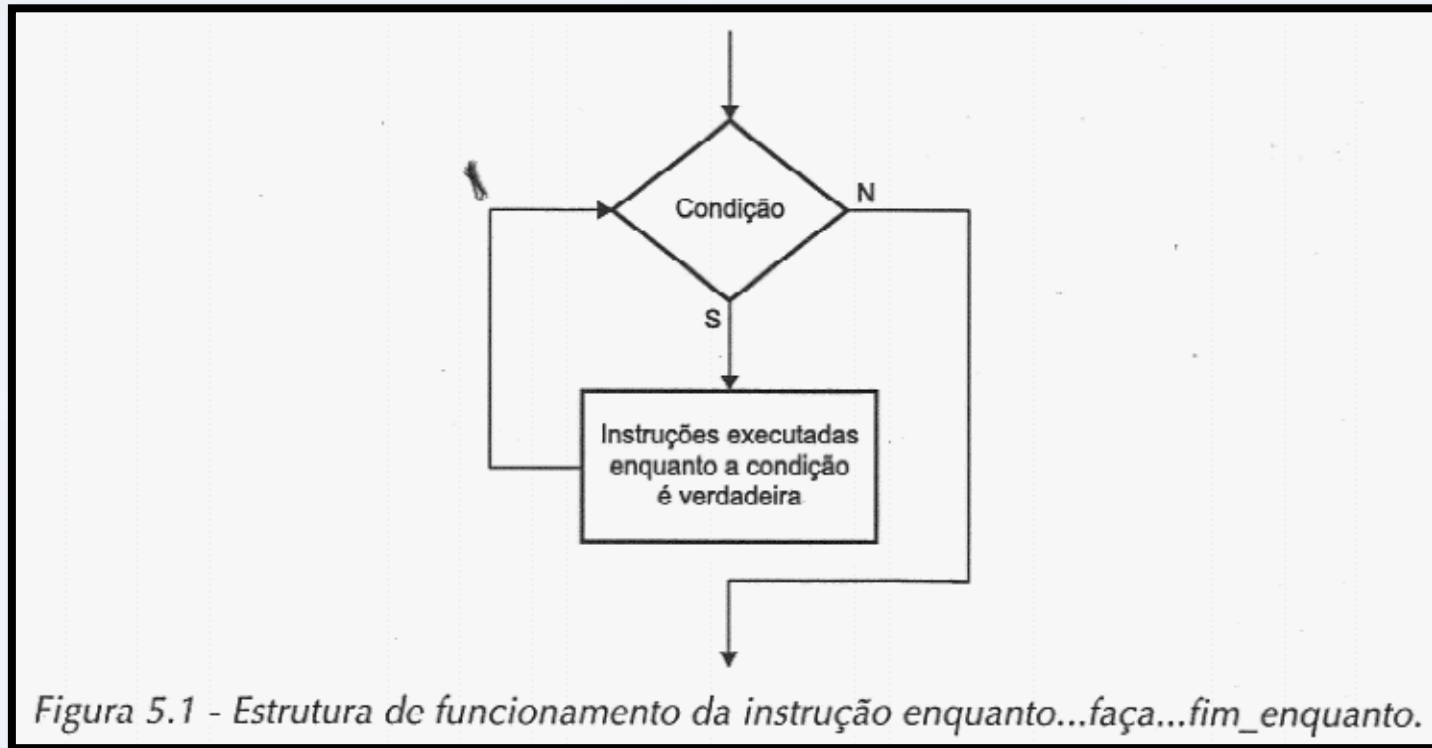 Condição
N
S
Instruções executadas
enquanto a condição
é verdadeira
Figura 5.1 - Estrutura de funcionamento da instrução enquanto...faça...fim_enquanto.